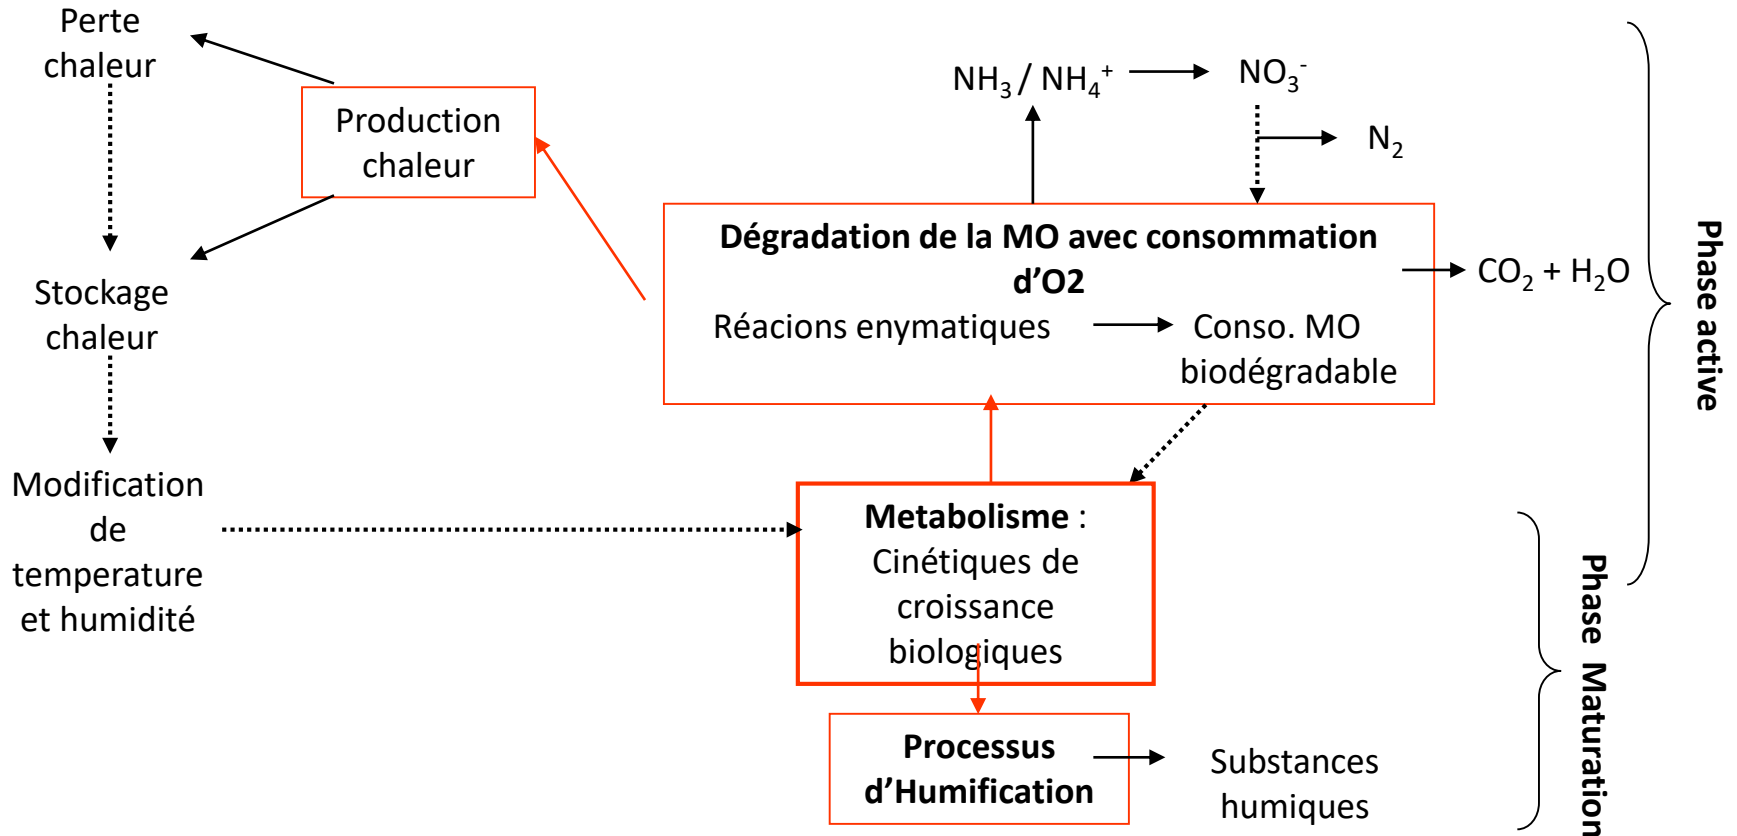 Perte
chaleur
Production
chaleur
Stockage
chaleur
Modification
de
temperature
et humidité
NH₃ / NH₄⁺
NO₃⁻
N₂
Dégradation de la MO avec consommation
d’O2
Réacions enymatiques
Conso. MO
biodégradable
CO₂ + H₂O
Metabolisme :
Cinétiques de
croissance
biologiques
Processus
d’Humification
Substances
humiques
Phase active
Phase Maturation